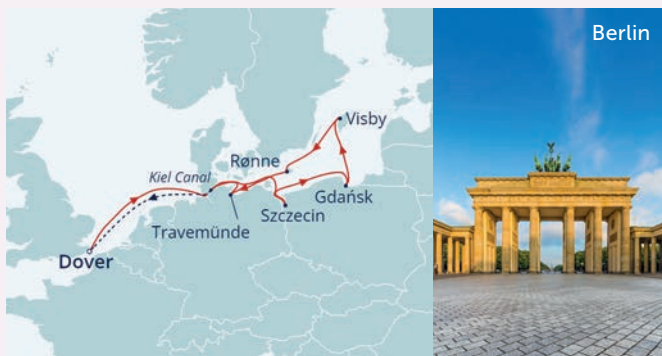 Berlin
Visby
Rønne
Kiel Canal
Gdańsk
Szczecin
Travemünde
Dover